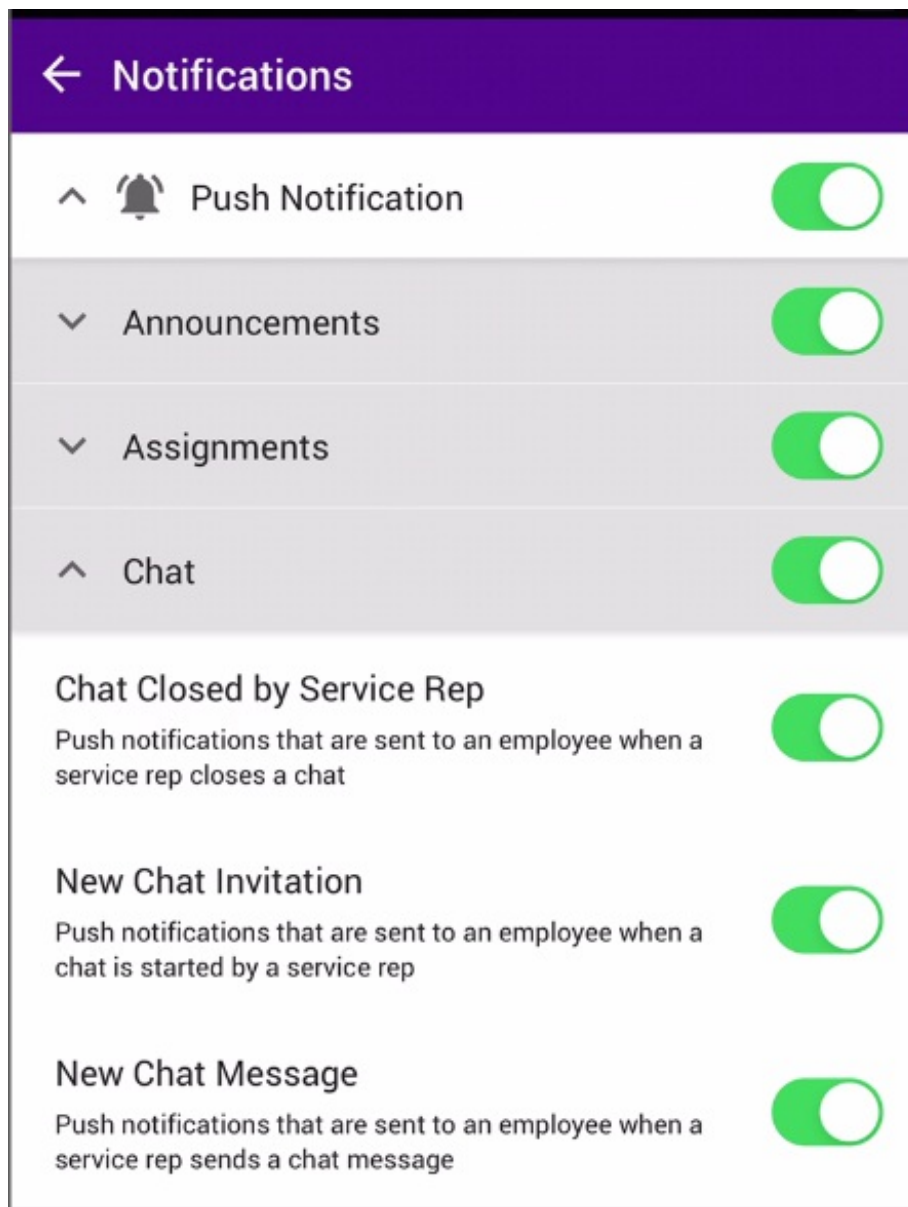 Notifications
Push Notification
Announcements
Assignments
Chat
Chat Closed by Service Rep
Push notifications that are sent to an employee when a
service rep closes a chat
New Chat Invitation
Push notifications that are sent to an employee when a
chat is started by a service rep
New Chat Message
Push notifications that are sent to an employee when a
service rep sends a chat message